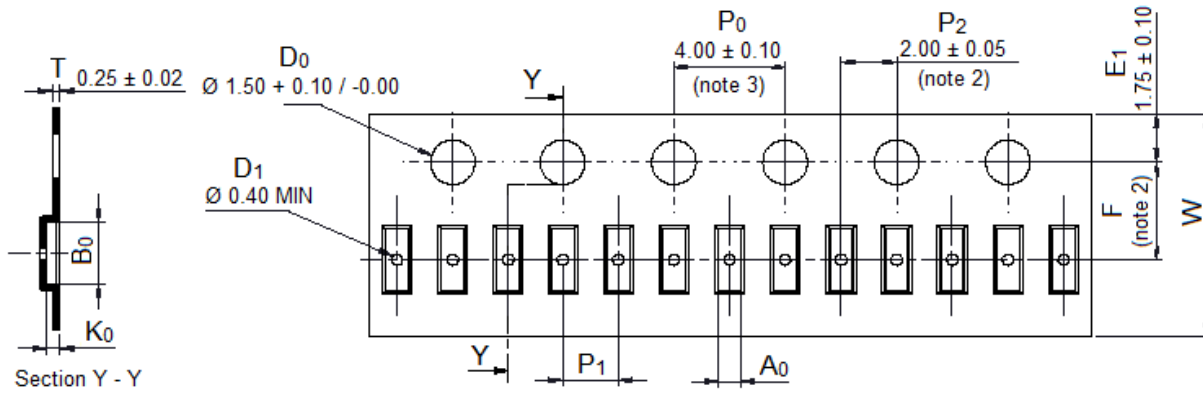 T 0.25 ± 0.02
D0
Ø 1.50 + 0.10 / -0.00
D1
Ø 0.40 MIN
Y
P0
4.00 ± 0.10
(note 3)
P2
2.00 ± 0.05
(note 2)
E1
1.75 ± 0.10
F
(note 2)
W
B0
K0
Section Y - Y
Y
P1
A0